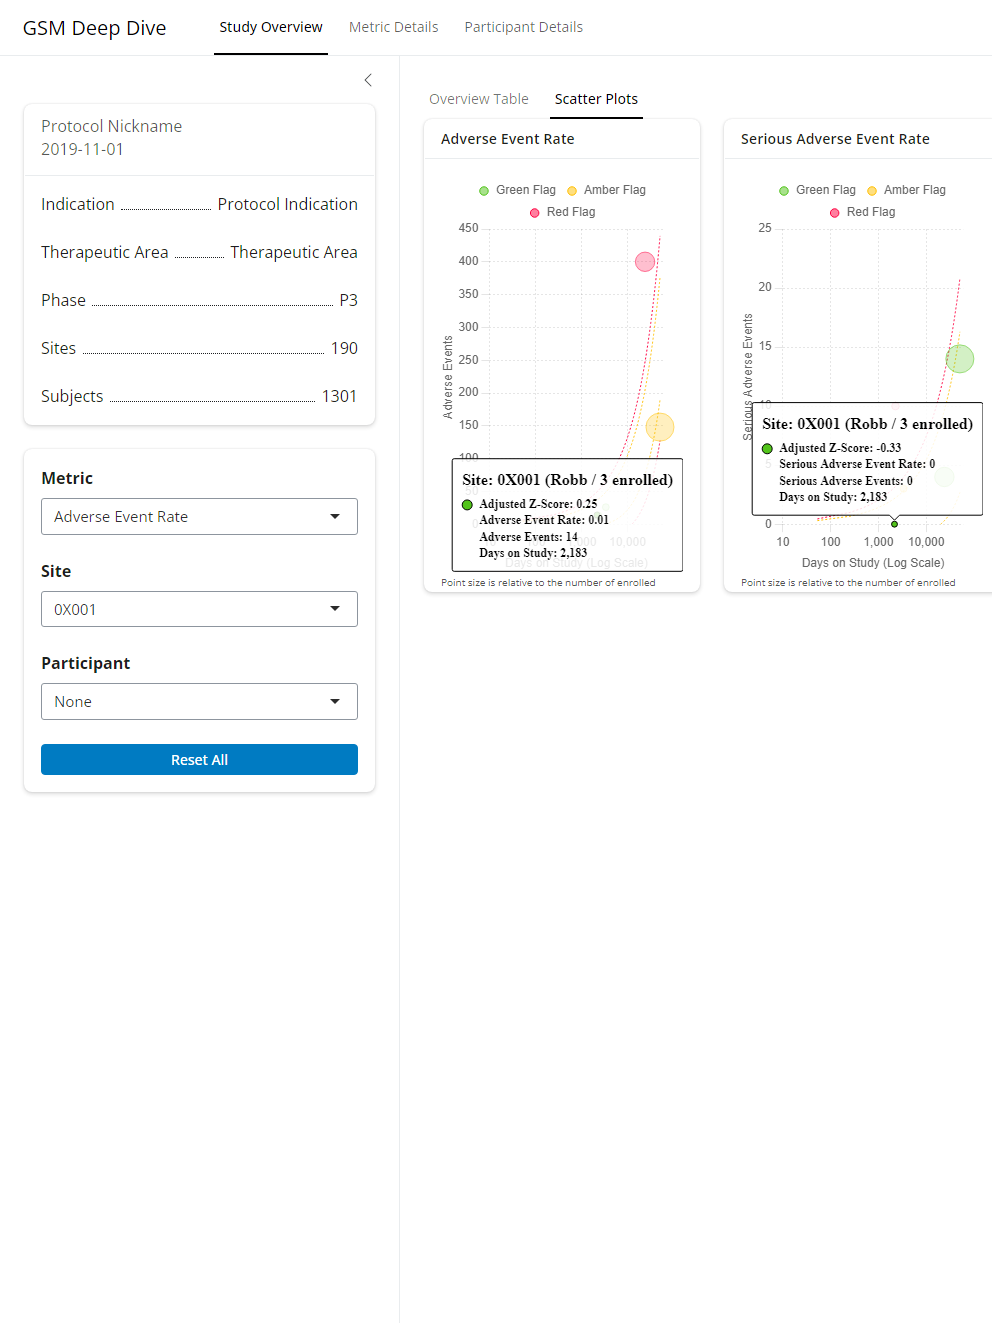 GSM Deep Dive
Study Overview
Metric Details
Participant Details
Protocol Nickname
2019-11-01
Indication Protocol Indication
Therapeutic Area Therapeutic Area
Phase P3
Sites 190
Subjects 1301
Metric
Adverse Event Rate
Site
0X001
Participant
None
Reset All
Overview Table
Scatter Plots
Adverse Event Rate
Green Flag
Amber Flag
Red Flag
Adverse Events
450
400
350
300
250
200
150
100
50
0
Site: 0X001 (Robb / 3 enrolled)
Adjusted Z-Score: 0.25
Adverse Event Rate: 0.01
Adverse Events: 14
Days on Study: 2,183
10,000
Days on Study (Log Scale)
Point size is relative to the number of enrolled
Serious Adverse Event Rate
Green Flag
Amber Flag
Red Flag
Serious Adverse Events
25
20
15
10
5
0
Site: 0X001 (Robb / 3 enrolled)
Adjusted Z-Score: -0.33
Serious Adverse Event Rate: 0
Serious Adverse Events: 0
Days on Study: 2,183
10
100
1,000
10,000
Days on Study (Log Scale)
Point size is relative to the number of enrolled